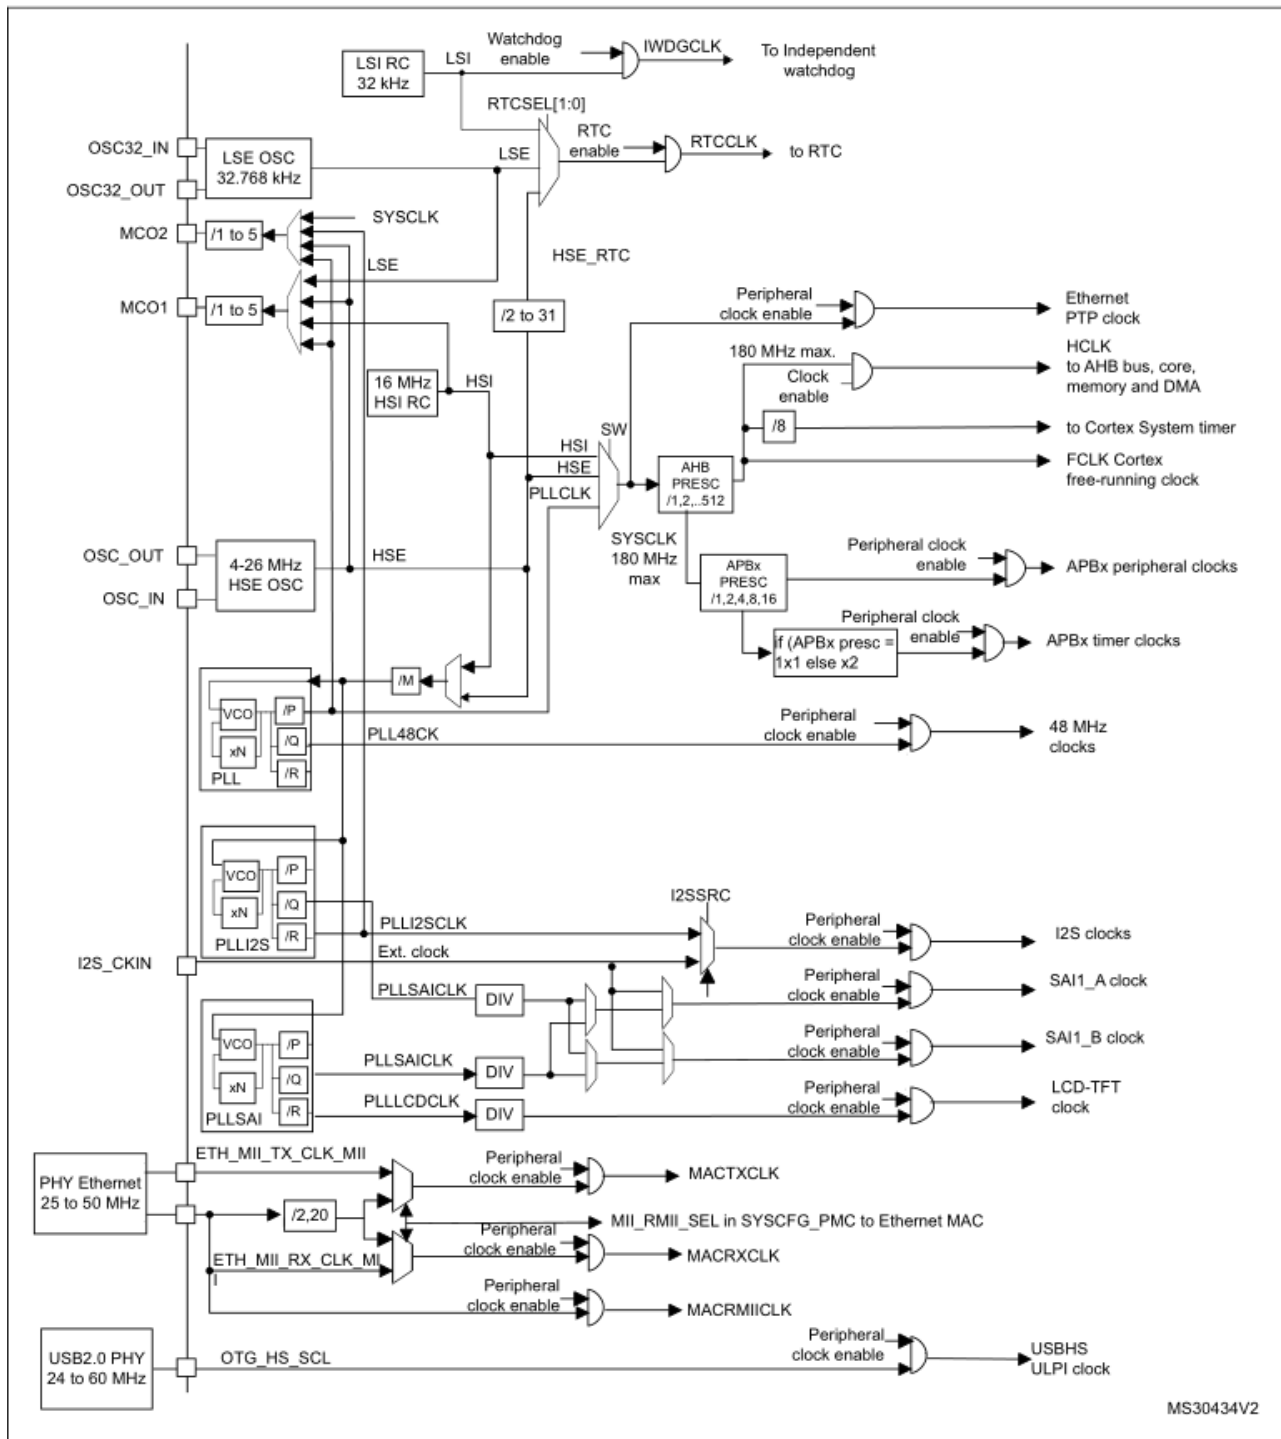 Watchdog
enable
IWDGCLK
To Independent
watchdog
LSI RC
32 kHz
LSI
RTCSEL[1:0]
OSC32_IN
OSC32_OUT
LSE OSC
32.768 kHz
LSE
RTC
enable
RTCCLK
to RTC
SYSCLK
MCO2
/1 to 5
LSE
HSE_RTC
MCO1
/1 to 5
/2 to 31
Peripheral
clock enable
Ethernet
PTP clock
180 MHz max.
Clock
enable
HCLK
to AHB bus, core,
memory and DMA
16 MHz
HSI RC
HSI
/8
to Cortex System timer
SW
HSI
HSE
PLLCLK
AHB
PRESC
/1,2,..512
FCLK Cortex
free-running clock
SYSCLK
180 MHz
max
OSC_OUT
OSC_IN
4-26 MHz
HSE OSC
HSE
APBx
PRESC
/1,2,4,8,16
Peripheral clock
enable
APBx peripheral clocks
Peripheral clock
enable
if (APBx presc =
1x1 else x2
APBx timer clocks
/M
VCO
xN
/P
/Q
/R
PLL
PLL48CK
Peripheral
clock enable
48 MHz
clocks
VCO
xN
/P
/Q
/R
PLLI2S
PLLI2SCLK
I2SSRC
Peripheral
clock enable
I2S clocks
I2S_CKIN
Ext. clock
PLLSAICLK
DIV
Peripheral
clock enable
SAI1_A clock
VCO
xN
/P
/Q
/R
PLLSAI
PLLSAICLK
DIV
Peripheral
clock enable
SAI1_B clock
PLLLCDCLK
DIV
Peripheral
clock enable
LCD-TFT
clock
PHY Ethernet
25 to 50 MHz
ETH_MII_TX_CLK_MII
Peripheral
clock enable
MACTXCLK
/2,20
MII_RMII_SEL in SYSCFG_PMC to Ethernet MAC
ETH_MII_RX_CLK_MI
I
Peripheral
clock enable
MACRXCLK
Peripheral
clock enable
MACRMIICLK
USB2.0 PHY
24 to 60 MHz
OTG_HS_SCL
Peripheral
clock enable
USBHS
ULPI clock
MS30434V2